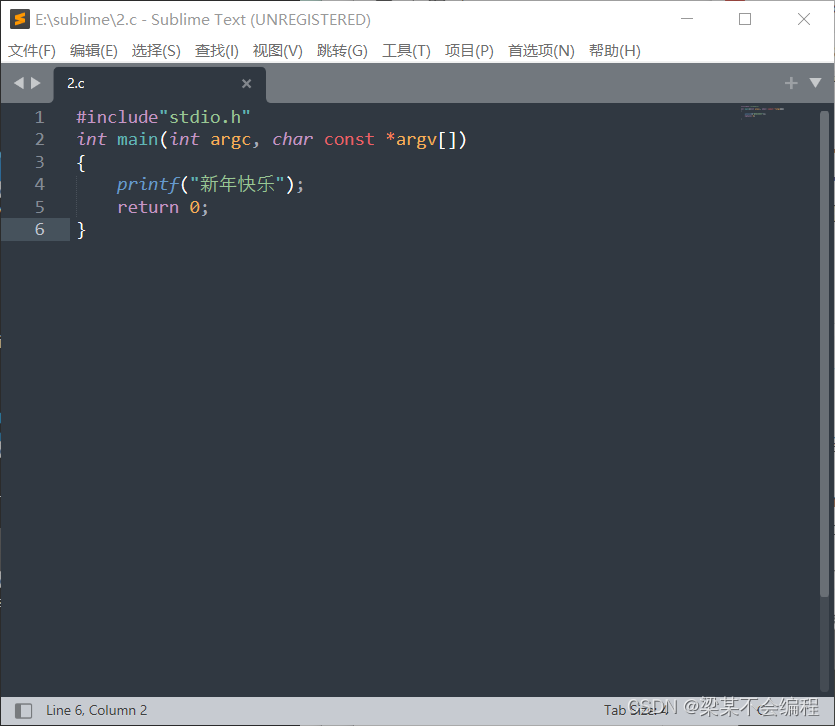 E:\sublime\2.c - Sublime Text (UNREGISTERED)
文件(F) 编辑(E) 选择(S) 查找(I) 视图(V) 跳转(G) 工具(T) 项目(P) 首选项(N) 帮助(H)
2.c
1 #include"stdio.h"
2 int main(int argc, char const *argv[])
3 {
4 printf("新年快乐");
5 return 0;
6 }
Line 6, Column 2
Tab Size: 4
CSDN @梁某不会编程